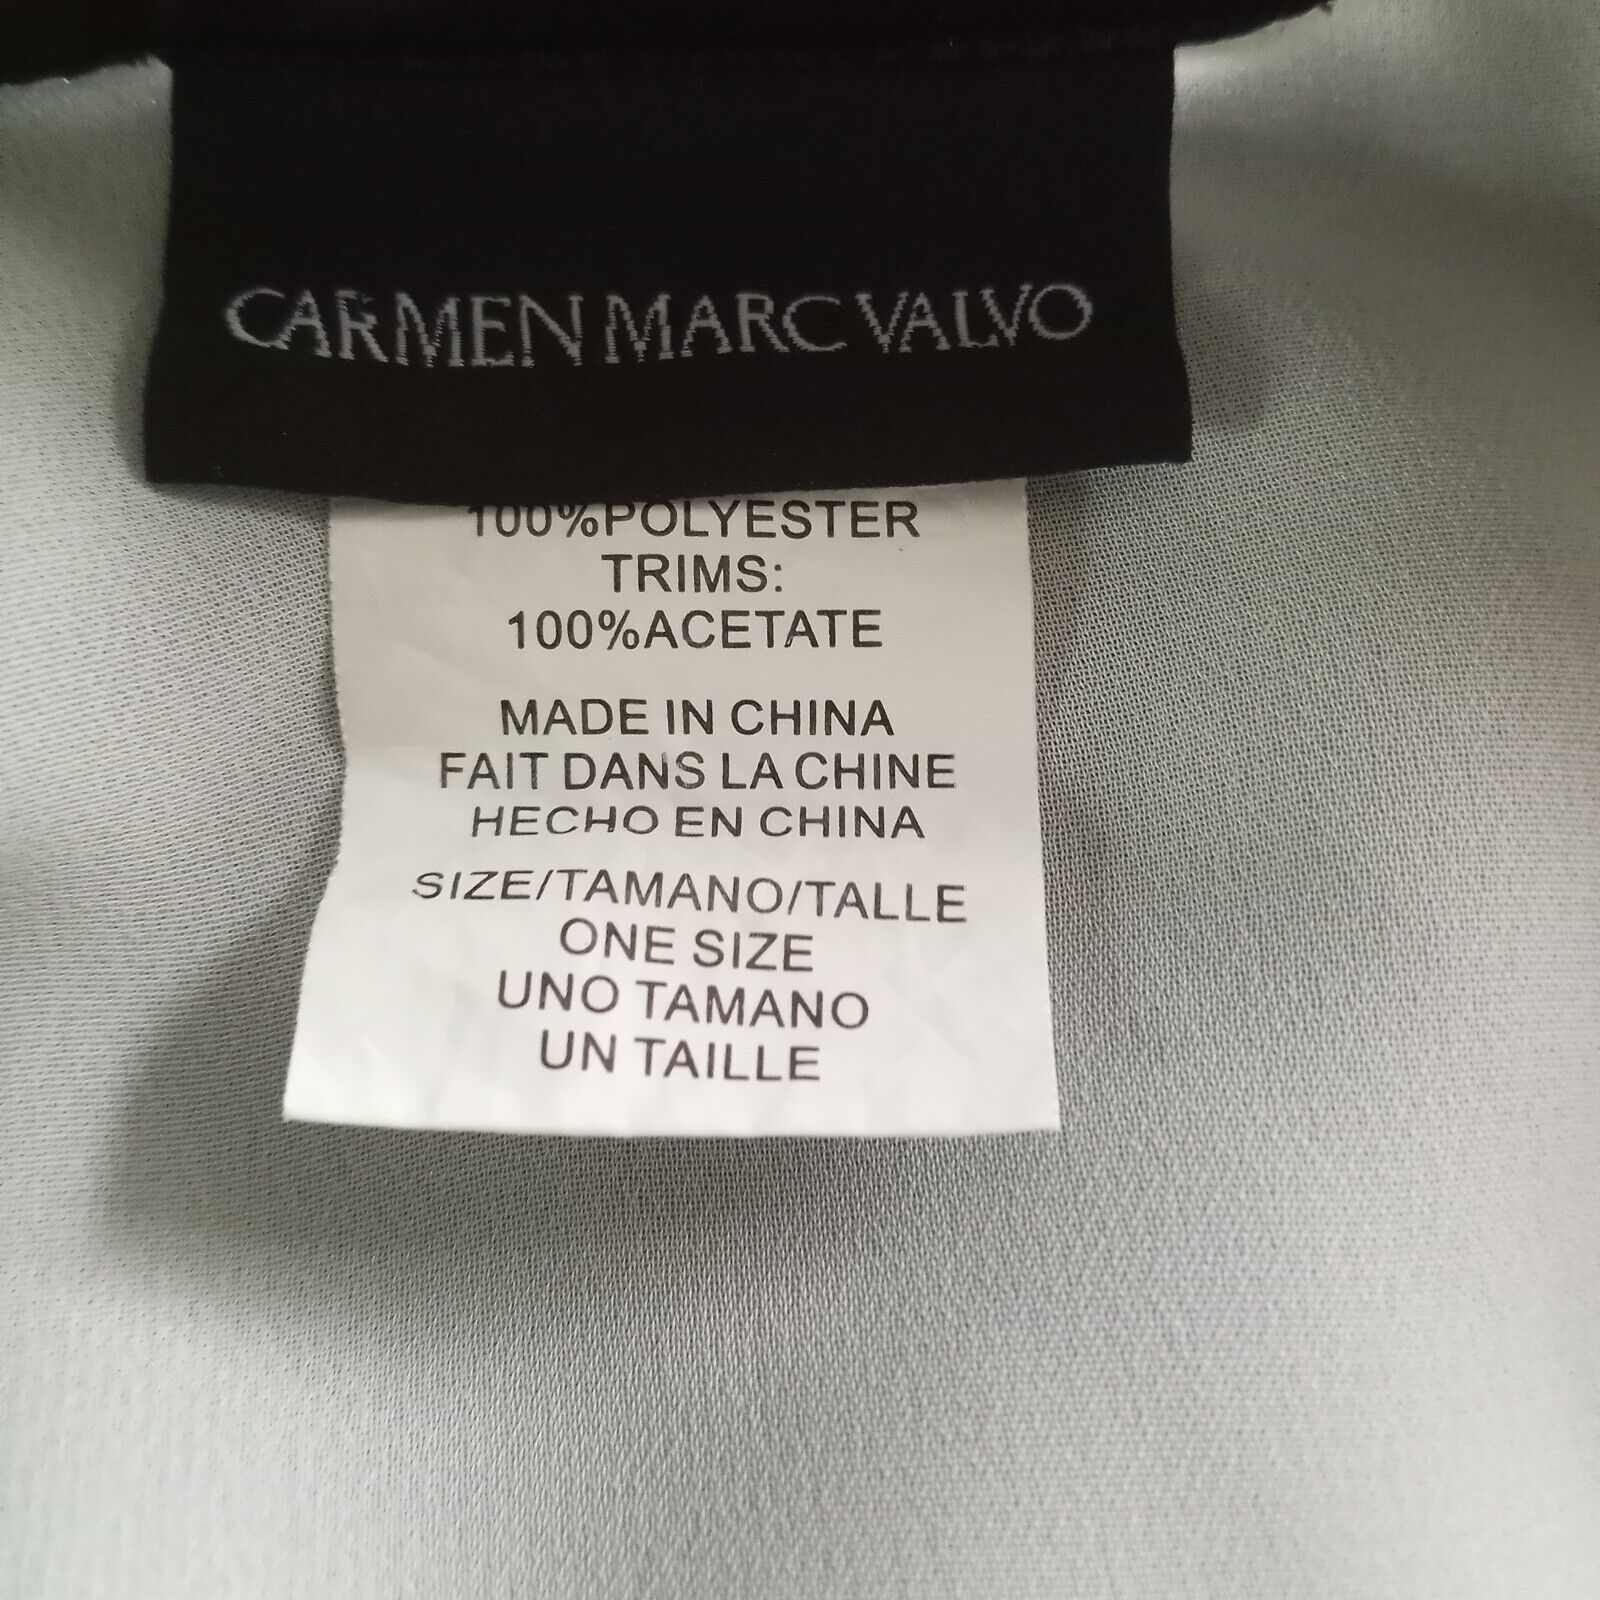 CARMEN MARC VALVO
100%POLYESTER
TRIMS:
100%ACETATE
MADE IN CHINA
FAIT DANS LA CHINE
HECHO EN CHINA
SIZE/TAMANO/TALLE
ONE SIZE
UNO TAMANO
UN TAILLE